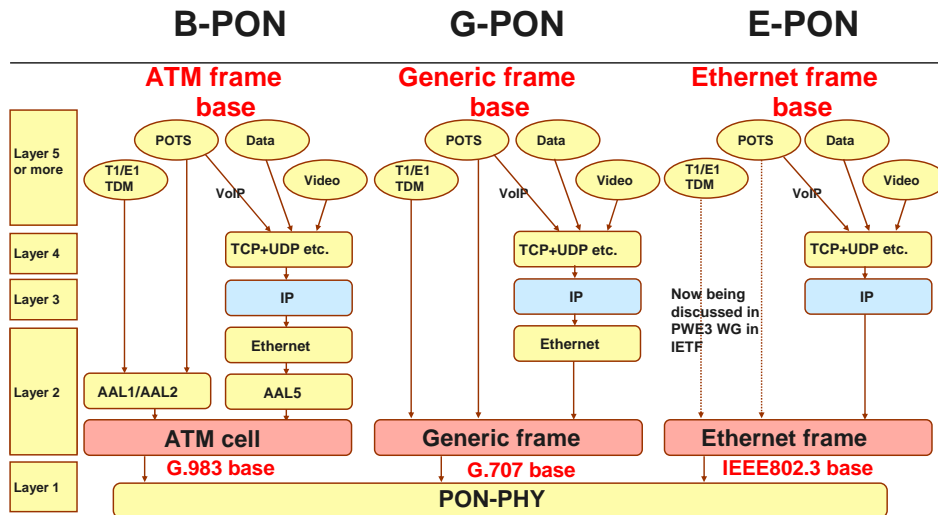 B-PON
G-PON
E-PON
ATM frame
base
Generic frame
base
Ethernet frame
base
Layer 5
or more
Layer 4
Layer 3
Layer 2
Layer 1
POTS
Data
T1/E1
TDM
Video
VoIP
TCP+UDP etc.
IP
Ethernet
AAL1/AAL2
AAL5
ATM cell
G.983 base
POTS
Data
T1/E1
TDM
Video
VoIP
TCP+UDP etc.
IP
Ethernet
Generic frame
G.707 base
POTS
Data
T1/E1
TDM
Video
VoIP
TCP+UDP etc.
IP
Now being
discussed in
PWE3 WG in
IETF
Ethernet frame
IEEE802.3 base
PON-PHY